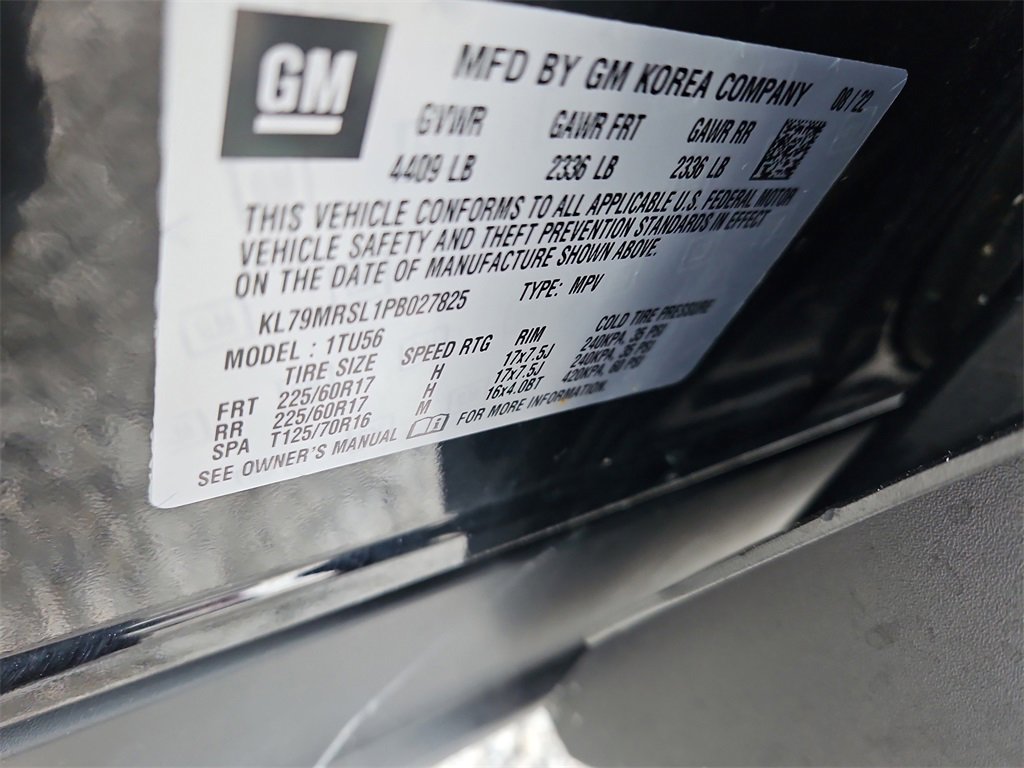 GM
MFD BY GM KOREA COMPANY 08 / 22
GVWR GAWR FRT GAWR RR
4409 LB 2336 LB 2336 LB
THIS VEHICLE CONFORMS TO ALL APPLICABLE U.S. FEDERAL MOTOR
VEHICLE SAFETY AND THEFT PREVENTION STANDARDS IN EFFECT
ON THE DATE OF MANUFACTURE SHOWN ABOVE.
KL79MRSL1PB027825 TYPE: MPV
MODEL : 1TU56
TIRE SIZE SPEED RTG RIM COLD TIRE PRESSURE
FRT 225/60R17 H 17x7.5J 240KPA, 35 PSI
RR 225/60R17 H 17x7.5J 240KPA, 35 PSI
SPA T125/70R16 M 16x4.0BT 420KPA, 60 PSI
SEE OWNER'S MANUAL FOR MORE INFORMATION.